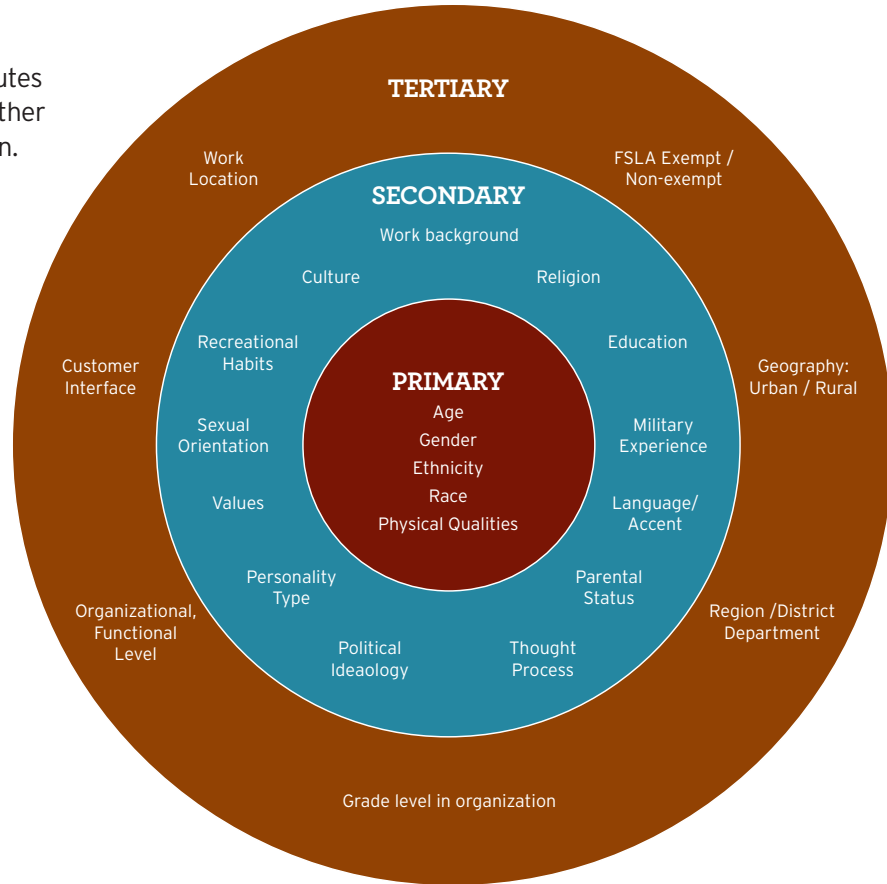 TERTIARY
Work
Location
FSLA Exempt /
Non-exempt
Customer
Interface
Geography:
Urban / Rural
Organizational,
Functional
Level
Region /District
Department
Grade level in organization
SECONDARY
Work background
Culture
Religion
Recreational
Habits
Education
Sexual
Orientation
Military
Experience
Values
Language/
Accent
Personality
Type
Parental
Status
Political
Ideaology
Thought
Process
PRIMARY
Age
Gender
Ethnicity
Race
Physical Qualities